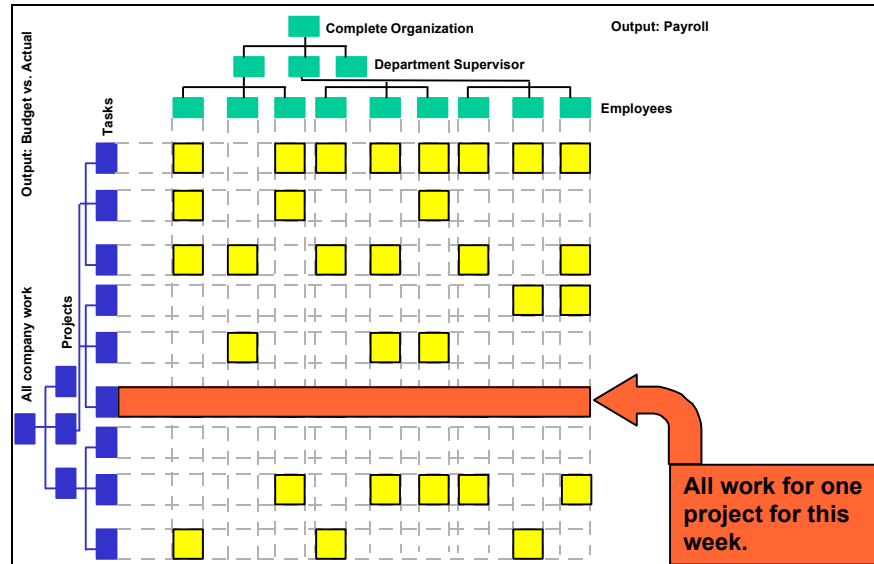 Complete Organization
Output: Payroll
Department Supervisor
Employees
Output: Budget vs. Actual
Tasks
All company work
Projects
All work for one
project for this
week.